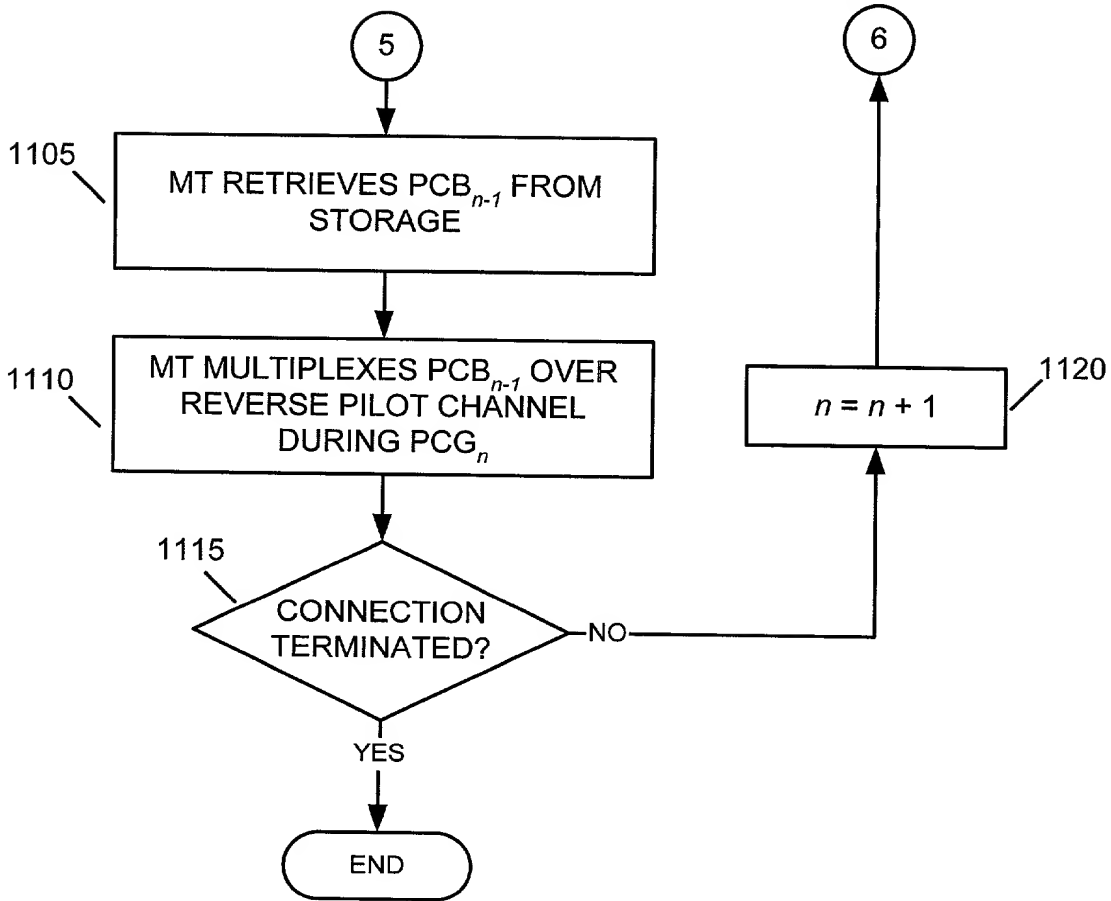 5
6
1105
MT RETRIEVES PCBn-1 FROM
STORAGE
1110
MT MULTIPLEXES PCBn-1 OVER
REVERSE PILOT CHANNEL
DURING PCGn
1120
n = n + 1
1115
CONNECTION
TERMINATED?
NO
YES
END